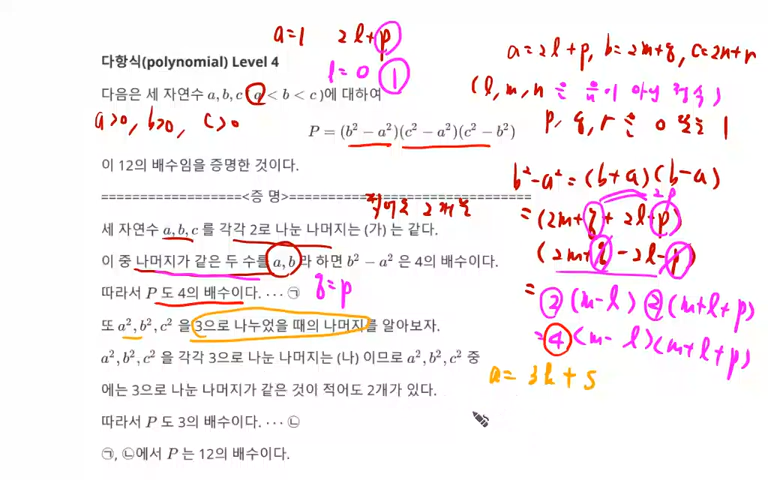 a=1 2l+p
l=0 1
다항식(polynomial) Level 4
다음은 세 자연수 a, b, c (a < b < c)에 대하여
a>0, b>0, c>0
P = (b² − a²)(c² − a²)(c² − b²)
이 12의 배수임을 증명한 것이다.
==================<증 명>==================================
적어도 2개는
세 자연수 a, b, c 를 각각 2로 나눈 나머지는 (가) 는 같다.
이 중 나머지가 같은 두 수를 a, b 라 하면 b² − a² 은 4의 배수이다.
따라서 P 도 4의 배수이다. ⋯ ㉠
q=p
또 a², b², c² 을 3으로 나누었을 때의 나머지를 알아보자.
a², b², c² 을 각각 3으로 나눈 나머지는 (나) 이므로 a², b², c² 중
에는 3으로 나눈 나머지가 같은 것이 적어도 2개가 있다.
따라서 P 도 3의 배수이다. ⋯ ㉡
㉠, ㉡에서 P 는 12의 배수이다.
a=2l+p, b=2m+q, c=2n+r
(l, m, n 은 음이 아닌 정수)
p, q, r 는 0 또는 1
b²-a² = (b+a)(b-a)
2p
= (2m+q+2l+p)
(2m+q-2l-p)
= 2(m-l) 2(m+l+p)
= 4(m-l)(m+l+p)
a= 3k+s